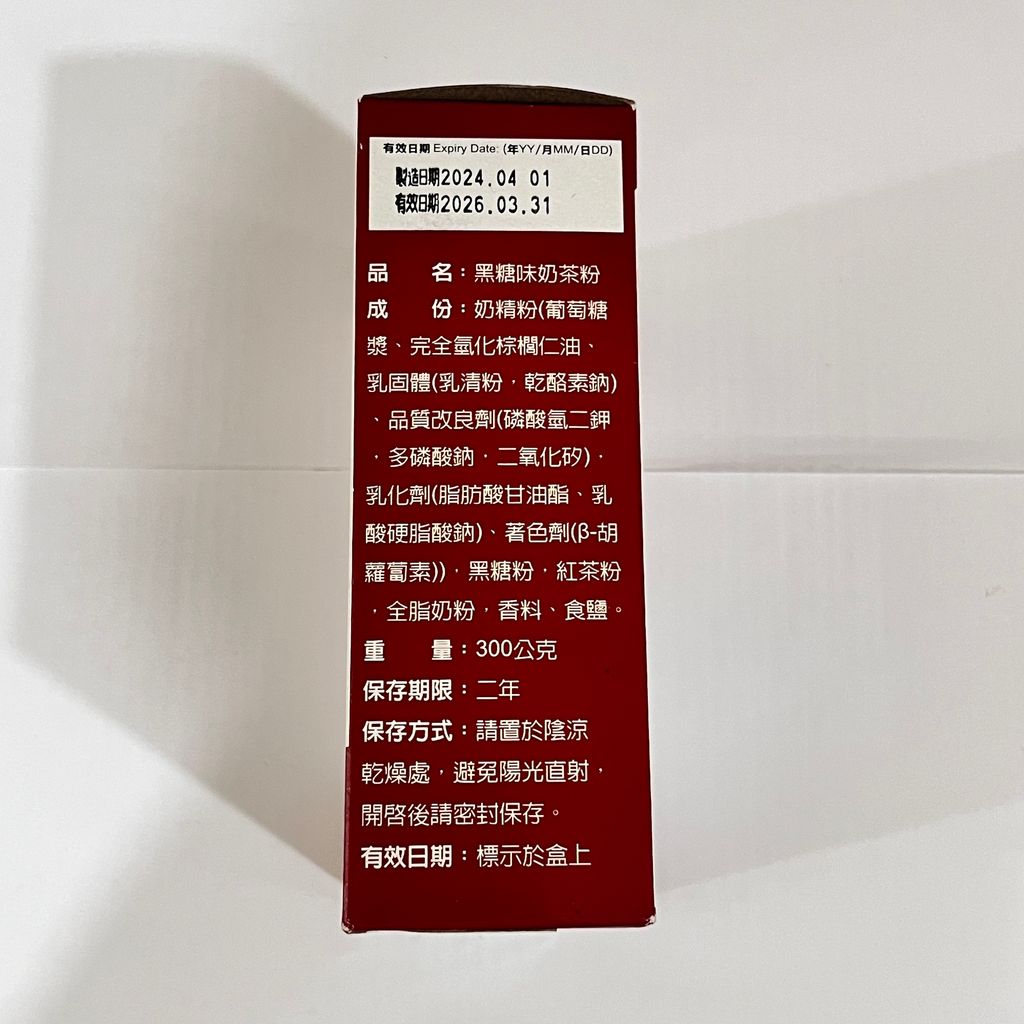 有效日期 Expiry Date: (年YY/月MM/日DD)
製造日期2024.04 01
有效日期2026.03.31
品 名：黑糖味奶茶粉
成 份：奶精粉(葡萄糖
漿、完全氫化棕櫚仁油、
乳固體(乳清粉，乾酪素鈉)
、品質改良劑(磷酸氫二鉀
，多磷酸鈉，二氧化矽)，
乳化劑(脂肪酸甘油酯、乳
酸硬脂酸鈉)、著色劑(β-胡
蘿蔔素))，黑糖粉，紅茶粉
，全脂奶粉，香料、食鹽。
重 量：300公克
保存期限：二年
保存方式：請置於陰涼
乾燥處，避免陽光直射，
開啓後請密封保存。
有效日期：標示於盒上